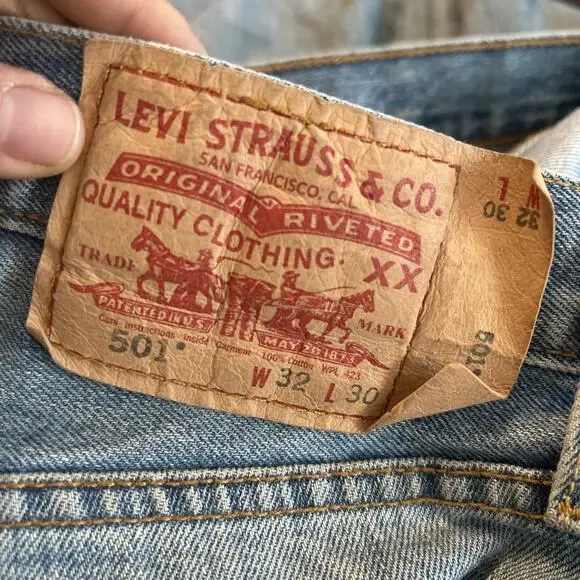 LEVI STRAUSS & CO.
SAN FRANCISCO, CAL
ORIGINAL RIVETED
QUALITY CLOTHING.
XX
TRADE MARK
PATENTED IN U.S. MAY 20 1873
Care instructions inside Garment 100% Cotton WPL 423
501
W 32 L 30
W L
32 30
501